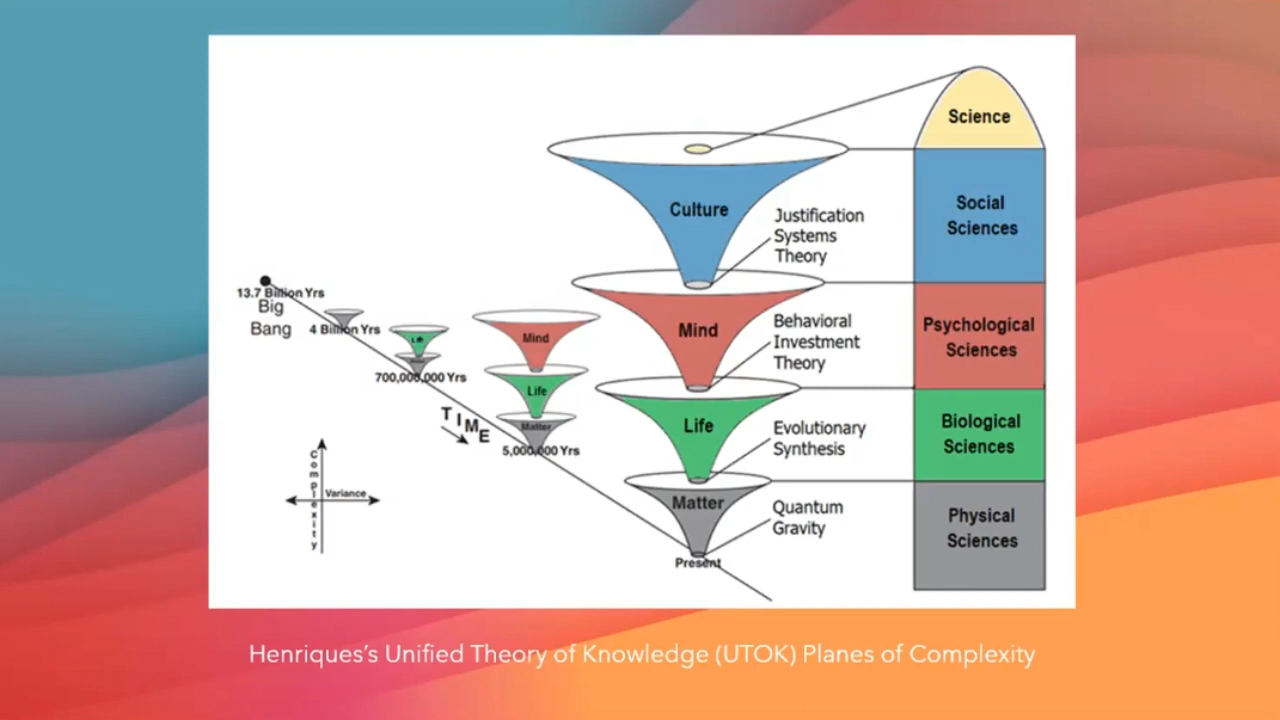 Science
Culture
Social
Sciences
Justification
Systems
Theory
13.7 Billion Yrs
Big
Bang
4 Billion Yrs
Life
700,000,000 Yrs
Mind
Life
Matter
5,000,000 Yrs
TIME
Complexity
Variance
Mind
Behavioral
Investment
Theory
Psychological
Sciences
Life
Evolutionary
Synthesis
Biological
Sciences
Matter
Quantum
Gravity
Present
Physical
Sciences
Henriques's Unified Theory of Knowledge (UTOK) Planes of Complexity